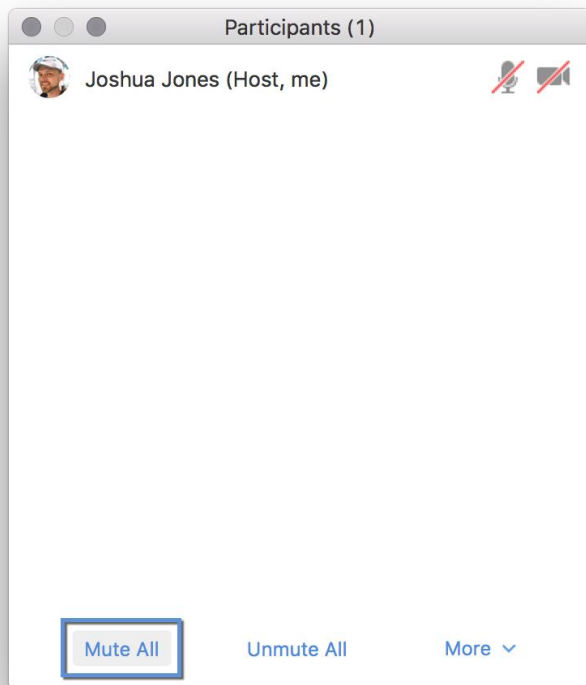 Participants (1)
Joshua Jones (Host, me)
Mute All
Unmute All
More